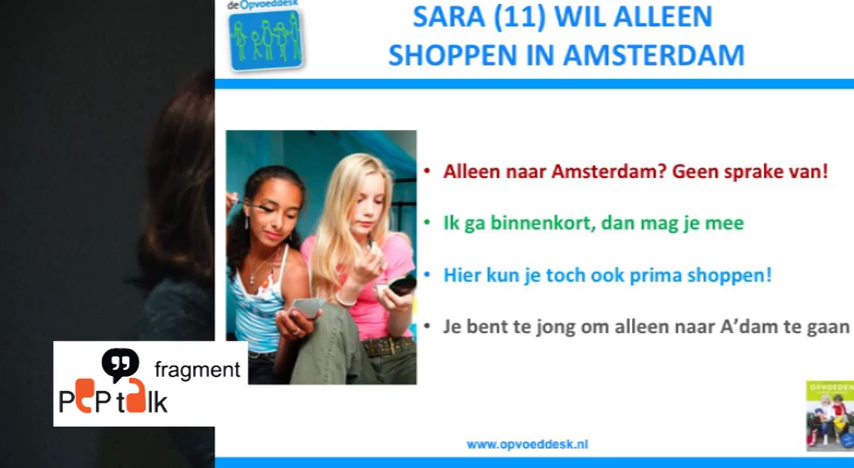 de Opvoeddesk
SARA (11) WIL ALLEEN
SHOPPEN IN AMSTERDAM
• Alleen naar Amsterdam? Geen sprake van!
• Ik ga binnenkort, dan mag je mee
• Hier kun je toch ook prima shoppen!
• Je bent te jong om alleen naar A’dam te gaan
fragment
PEP talk
OPVOEDEN
www.opvoeddesk.nl